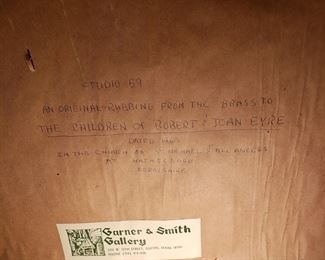 STUDIO 69
AN ORIGINAL RUBBING FROM THE BRASS TO
THE CHILDREN OF ROBERT & JOAN EYRE
DATED
IN THE CHURCH OF ST MICHAEL & ALL ANGELS
AT HATHERSAGE
DERBYSHIRE
Garner & Smith
Gallery